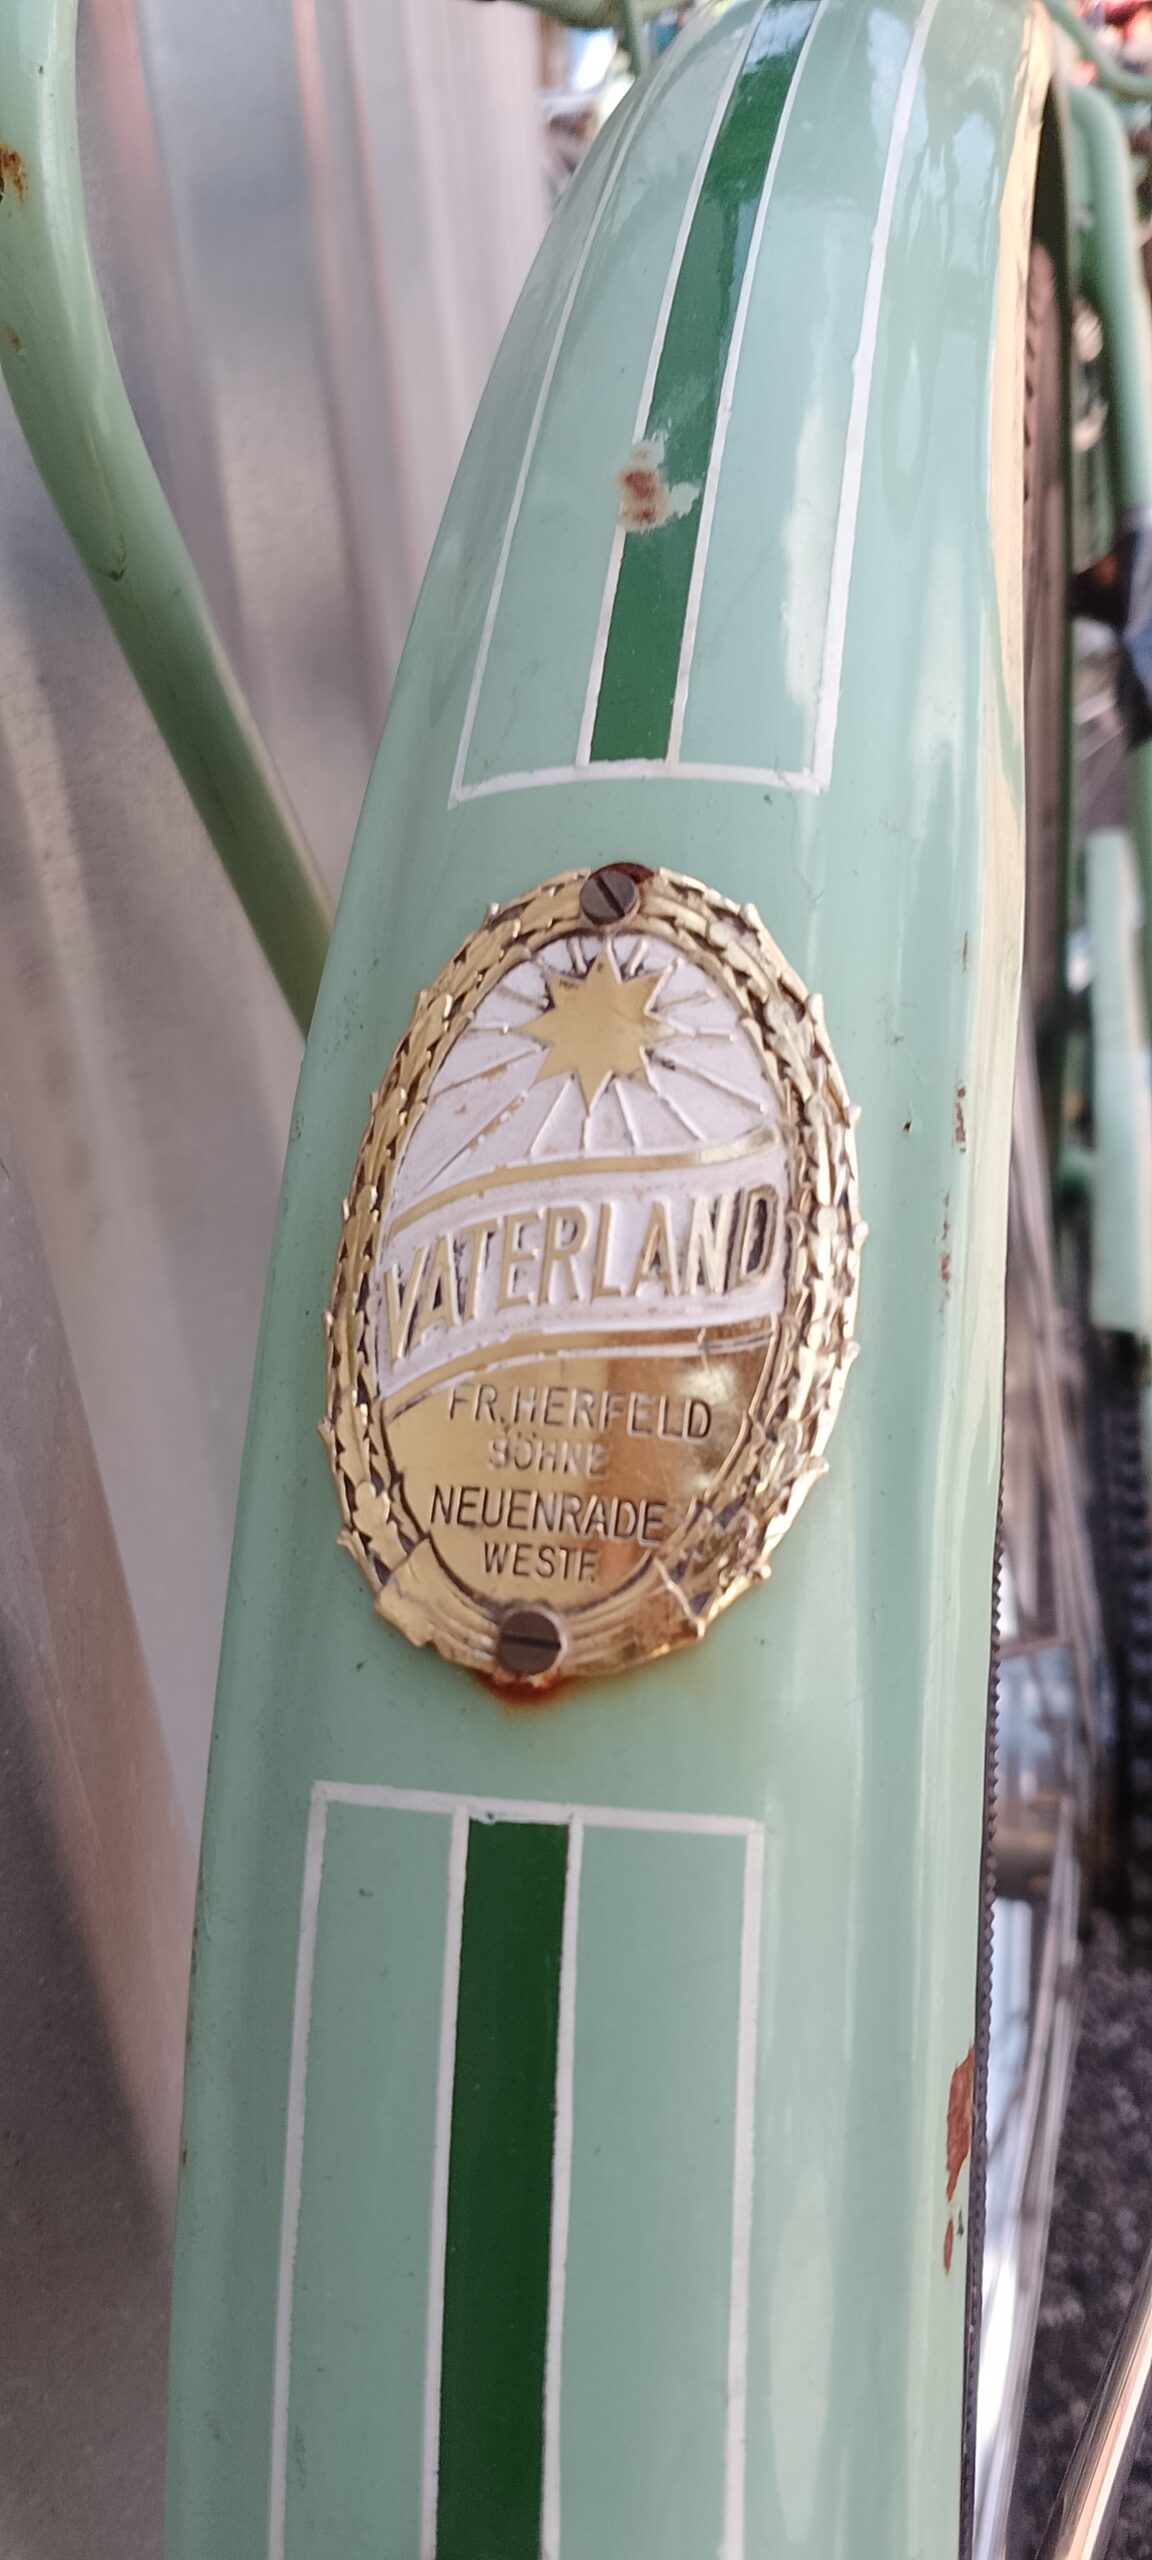 VATERLAND
FR. HERFELD
SÖHNE
NEUENRADE
WESTF.